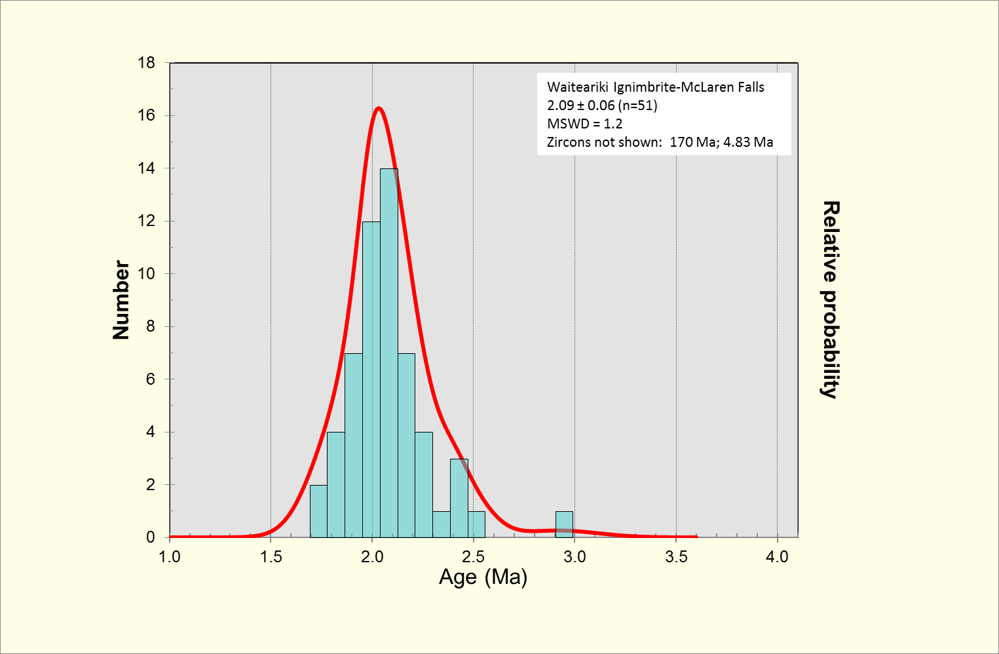 18
16
14
12
10
8
6
4
2
0
Number
Waiteariki Ignimbrite-McLaren Falls
2.09 ± 0.06 (n=51)
MSWD = 1.2
Zircons not shown:  170 Ma; 4.83 Ma
Relative probability
1.0 1.5 2.0 2.5 3.0 3.5 4.0
Age (Ma)